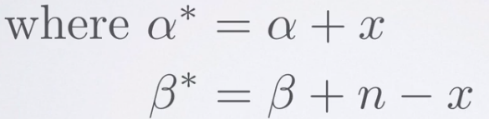 where α* = α + x
β* = β + n − x